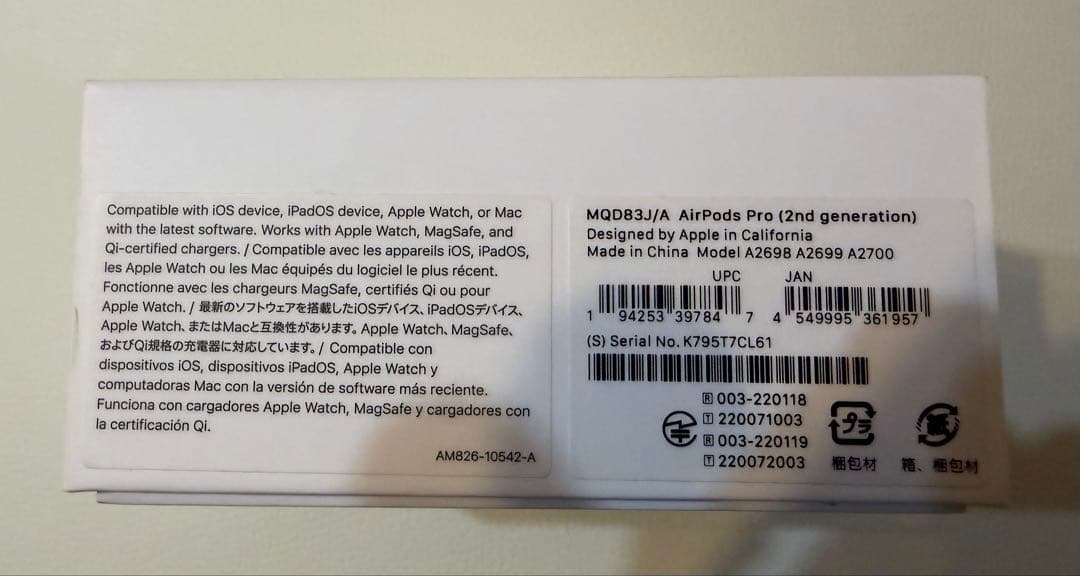 Compatible with iOS device, iPadOS device, Apple Watch, or Mac
with the latest software. Works with Apple Watch, MagSafe, and
Qi-certified chargers. / Compatible avec les appareils iOS, iPadOS,
les Apple Watch ou les Mac équipés du logiciel le plus récent.
Fonctionne avec les chargeurs MagSafe, certifiés Qi ou pour
Apple Watch. / 最新のソフトウェアを搭載したiOSデバイス、iPadOSデバイス、
Apple Watch、またはMacと互換性があります。Apple Watch、MagSafe、
およびQi規格の充電器に対応しています。/ Compatible con
dispositivos iOS, dispositivos iPadOS, Apple Watch y
computadoras Mac con la versión de software más reciente.
Funciona con cargadores Apple Watch, MagSafe y cargadores con
la certificación Qi.
AM826-10542-A
MQD83J/A AirPods Pro (2nd generation)
Designed by Apple in California
Made in China Model A2698 A2699 A2700
UPC JAN
1 94253 39784 7 4 549995 361957
(S) Serial No. K795T7CL61
R 003-220118
T 220071003
R 003-220119
T 220072003
プラ 紙
梱包材 箱、梱包材